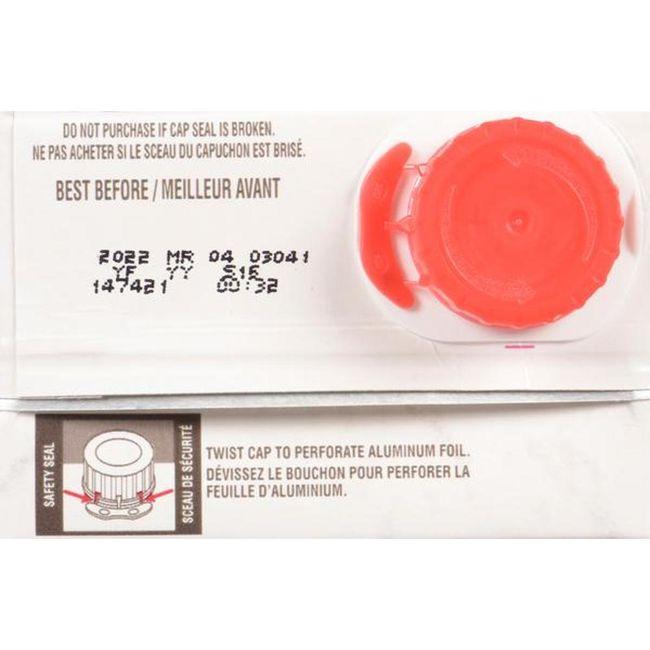 DO NOT PURCHASE IF CAP SEAL IS BROKEN.
NE PAS ACHETER SI LE SCEAU DU CAPUCHON EST BRISÉ.
BEST BEFORE / MEILLEUR AVANT
2022 MR 04 03041
YF YY S1E
147421 00:32
SAFETY SEAL
SCEAU DE SÉCURITÉ
TWIST CAP TO PERFORATE ALUMINUM FOIL.
DÉVISSEZ LE BOUCHON POUR PERFORER LA
FEUILLE D'ALUMINIUM.